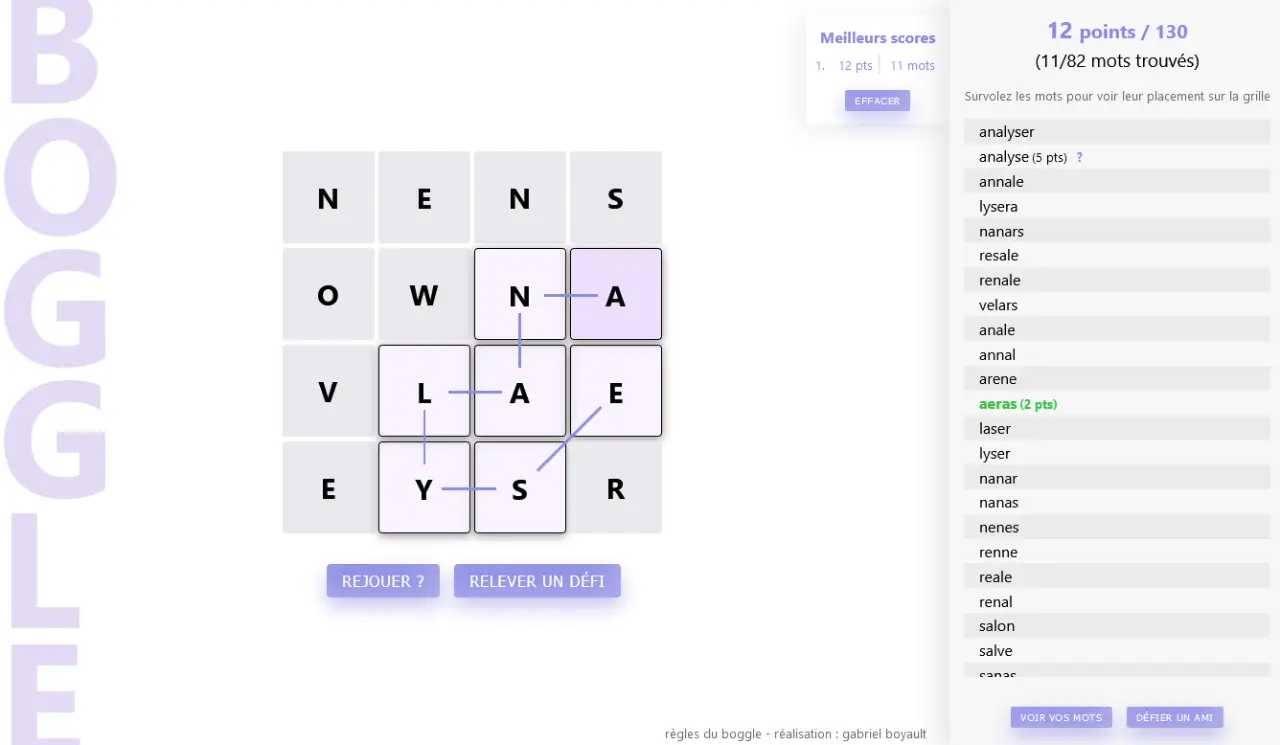 BOGGLE
N E N S
O W N A
V L A E
E Y S R
REJOUER ? RELEVER UN DÉFI
règles du boggle - réalisation : gabriel boyault
Meilleurs scores
1. 12 pts 11 mots
EFFACER
12 points / 130
(11/82 mots trouvés)
Survolez les mots pour voir leur placement sur la grille
analyser
analyse (5 pts) ?
annale
lysera
nanars
resale
renale
velars
anale
annal
arene
aeras (2 pts)
laser
lyser
nanar
nanas
nenes
renne
reale
renal
salon
salve
sanas
VOIR VOS MOTS DÉFIER UN AMI